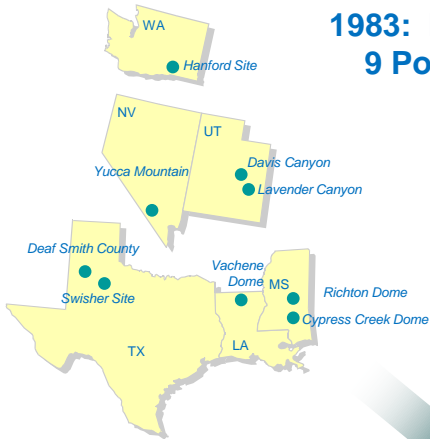 1983:
9 Po
WA
Hanford Site
NV
UT
Yucca Mountain
Davis Canyon
Lavender Canyon
Deaf Smith County
Swisher Site
TX
Vachene
Dome
MS
Richton Dome
Cypress Creek Dome
LA